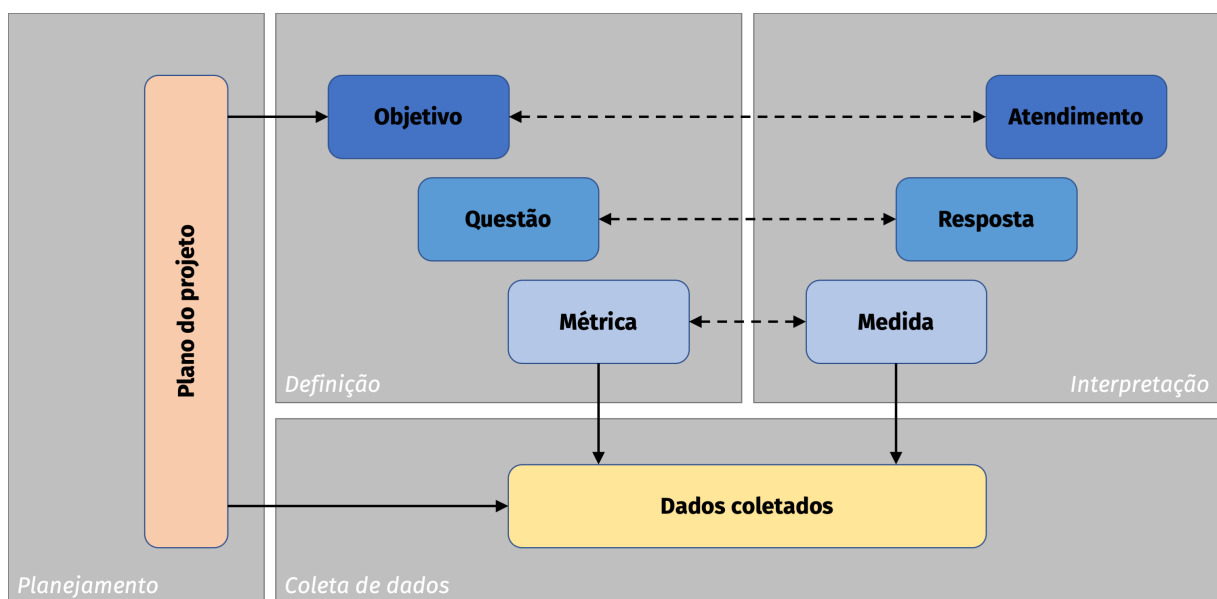 Plano do projeto
Planejamento
Objetivo
Atendimento
Questão
Resposta
Métrica
Medida
Definição
Interpretação
Dados coletados
Coleta de dados